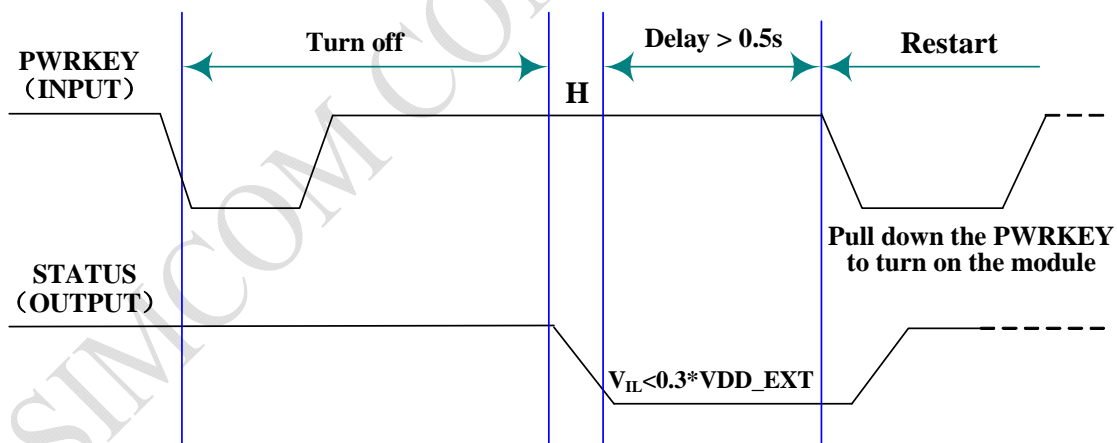 Turn off
Delay > 0.5s
Restart
PWRKEY
（INPUT）
H
Pull down the PWRKEY
to turn on the module
STATUS
（OUTPUT）
VIL<0.3*VDD_EXT
SIMCOM CO